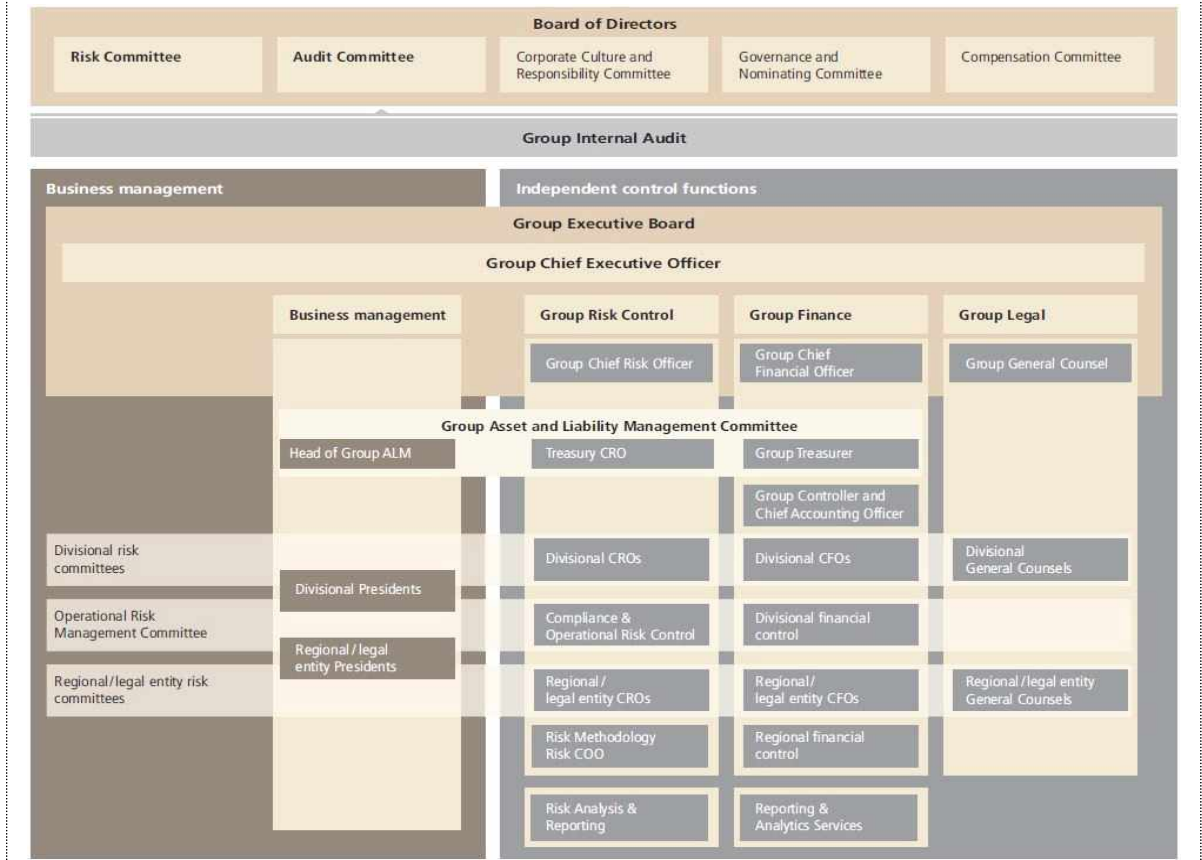 Board of Directors
Risk Committee
Audit Committee
Corporate Culture and
Responsibility Committee
Governance and
Nominating Committee
Compensation Committee
Group Internal Audit
Business management
Independent control functions
Group Executive Board
Group Chief Executive Officer
Business management
Group Risk Control
Group Finance
Group Legal
Group Chief Risk Officer
Group Chief
Financial Officer
Group General Counsel
Group Asset and Liability Management Committee
Head of Group ALM
Treasury CRO
Group Treasurer
Group Controller and
Chief Accounting Officer
Divisional risk
committees
Divisional Presidents
Divisional CROs
Divisional CFOs
Divisional
General Counsels
Operational Risk
Management Committee
Compliance &
Operational Risk Control
Divisional financial
control
Regional/legal
entity Presidents
Regional/legal entity risk
committees
Regional/
legal entity CROs
Regional/
legal entity CFOs
Regional/legal entity
General Counsels
Risk Methodology
Risk COO
Regional financial
control
Risk Analysis &
Reporting
Reporting &
Analytics Services